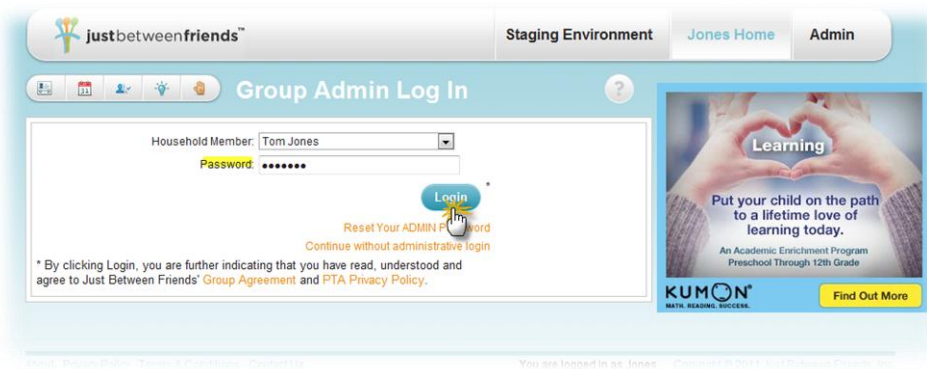 justbetweenfriends™
Staging Environment
Jones Home
Admin
11
Group Admin Log In
?
Household Member: Tom Jones
Password: •••••••
Login
*
Reset Your ADMIN P word
Continue without administrative login
* By clicking Login, you are further indicating that you have read, understood and
agree to Just Between Friends' Group Agreement and PTA Privacy Policy.
Learning
Put your child on the path
to a lifetime love of
learning today.
An Academic Enrichment Program
Preschool Through 12th Grade
KUMON®
MATH. READING. SUCCESS.
Find Out More
You are logged in as Jones